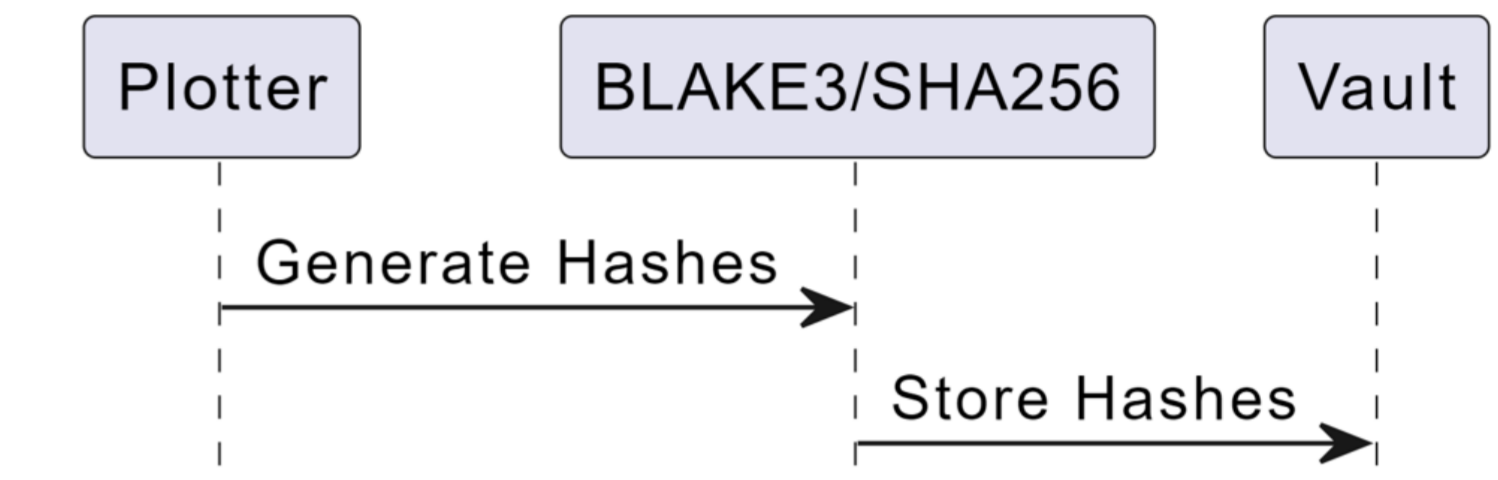 Plotter
BLAKE3/SHA256
Vault
Generate Hashes
Store Hashes